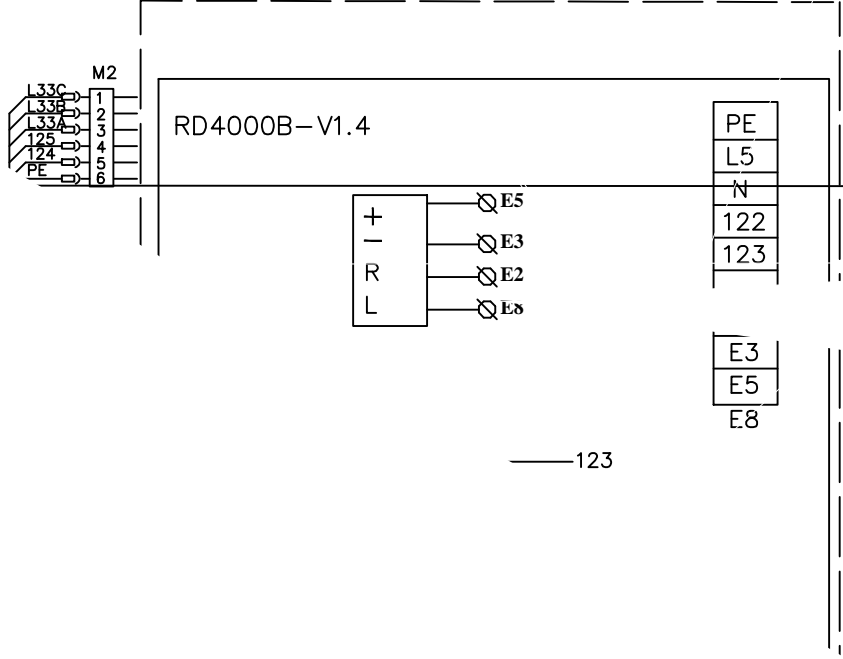 M2
L33C 1
L33B 2
L33A 3
125 4
124 5
PE 6
RD4000B-V1.4
PE
L5
N
122
123
+ E5
- E3
R E2
L E8
E3
E5
E8
123